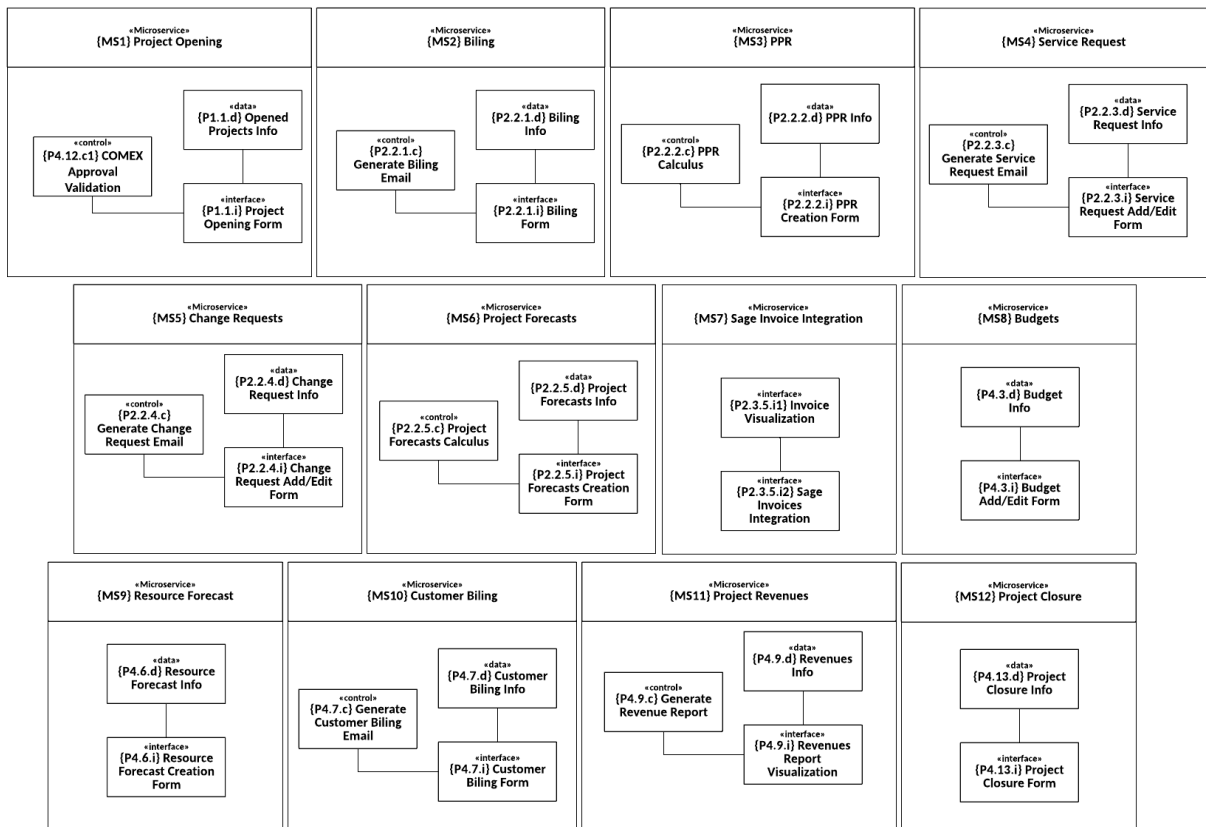 «Microservice»
{MS1} Project Opening
«data»
{P1.1.d} Opened
Projects Info
«control»
{P4.12.c1} COMEX
Approval
Validation
«interface»
{P1.1.i} Project
Opening Form
«Microservice»
{MS2} Biling
«data»
{P2.2.1.d} Biling
Info
«control»
{P2.2.1.c}
Generate Biling
Email
«interface»
{P2.2.1.i} Biling
Form
«Microservice»
{MS3} PPR
«data»
{P2.2.2.d} PPR Info
«control»
{P2.2.2.c} PPR
Calculus
«interface»
{P2.2.2.i} PPR
Creation Form
«Microservice»
{MS4} Service Request
«data»
{P2.2.3.d} Service
Request Info
«control»
{P2.2.3.c}
Generate Service
Request Email
«interface»
{P2.2.3.i} Service
Request Add/Edit
Form
«Microservice»
{MS5} Change Requests
«data»
{P2.2.4.d} Change
Request Info
«control»
{P2.2.4.c}
Generate Change
Request Email
«interface»
{P2.2.4.i} Change
Request Add/Edit
Form
«Microservice»
{MS6} Project Forecasts
«data»
{P2.2.5.d} Project
Forecasts Info
«control»
{P2.2.5.c} Project
Forecasts Calculus
«interface»
{P2.2.5.i} Project
Forecasts Creation
Form
«Microservice»
{MS7} Sage Invoice Integration
«interface»
{P2.3.5.i1} Invoice
Visualization
«interface»
{P2.3.5.i2} Sage
Invoices
Integration
«Microservice»
{MS8} Budgets
«data»
{P4.3.d} Budget
Info
«interface»
{P4.3.i} Budget
Add/Edit Form
«Microservice»
{MS9} Resource Forecast
«data»
{P4.6.d} Resource
Forecast Info
«interface»
{P4.6.i} Resource
Forecast Creation
Form
«Microservice»
{MS10} Customer Biling
«data»
{P4.7.d} Customer
Biling Info
«control»
{P4.7.c} Generate
Customer Biling
Email
«interface»
{P4.7.i} Customer
Biling Form
«Microservice»
{MS11} Project Revenues
«data»
{P4.9.d} Revenues
Info
«control»
{P4.9.c} Generate
Revenue Report
«interface»
{P4.9.i} Revenues
Report
Visualization
«Microservice»
{MS12} Project Closure
«data»
{P4.13.d} Project
Closure Info
«interface»
{P4.13.i} Project
Closure Form